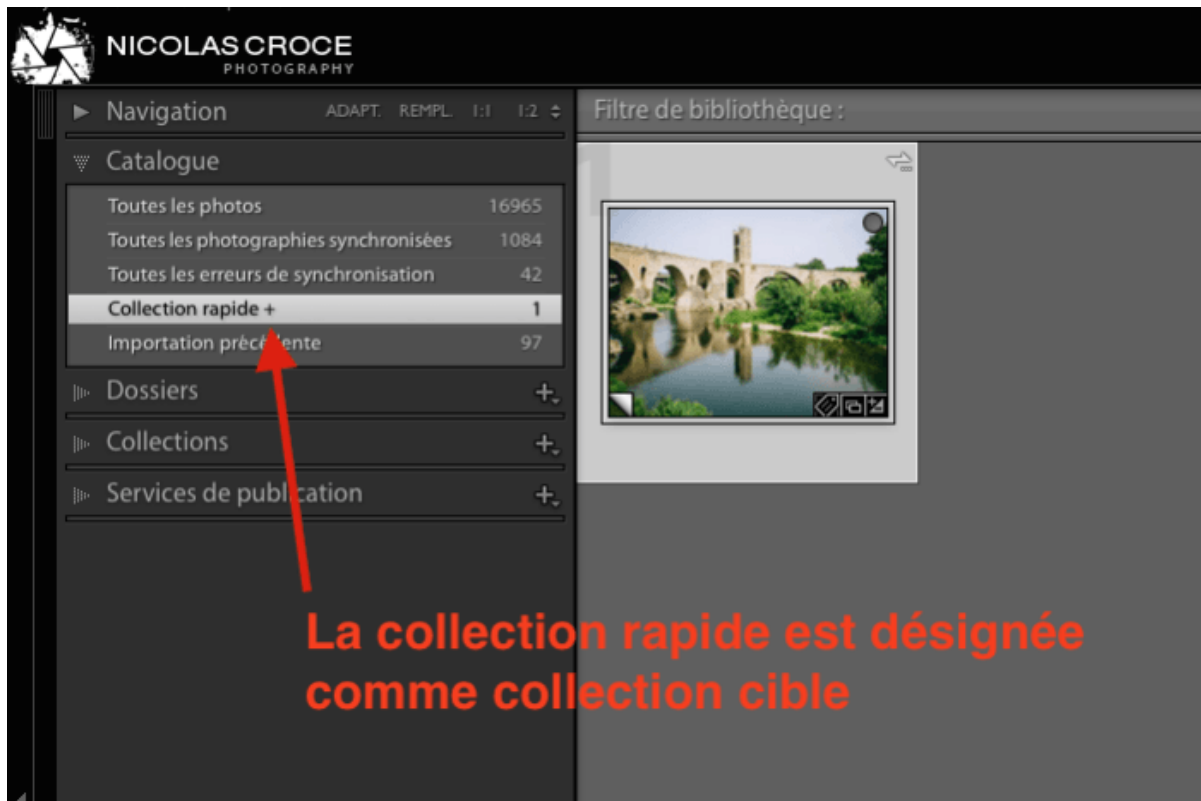 NICOLAS CROCE
PHOTOGRAPHY
Navigation ADAPT. REMPL. 1:1 1:2
Filtre de bibliothèque :
Catalogue
Toutes les photos 16965
Toutes les photographies synchronisées 1084
Toutes les erreurs de synchronisation 42
Collection rapide + 1
Importation précédente 97
Dossiers
Collections
Services de publication
1
La collection rapide est désignée
comme collection cible